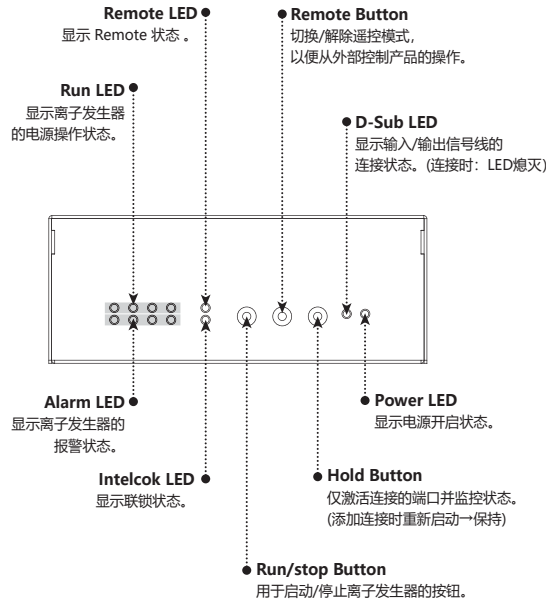 Remote LED
显示 Remote 状态 。
Remote Button
切换/解除遥控模式,
以便从外部控制产品的操作。
Run LED
显示离子发生器
的电源操作状态。
D-Sub LED
显示输入/输出信号线的
连接状态。(连接时：LED熄灭)
Alarm LED
显示离子发生器的
报警状态。
Power LED
显示电源开启状态。
Intelcok LED
显示联锁状态。
Hold Button
仅激活连接的端口并监控状态。
(添加连接时重新启动→保持)
Run/stop Button
用于启动/停止离子发生器的按钮。